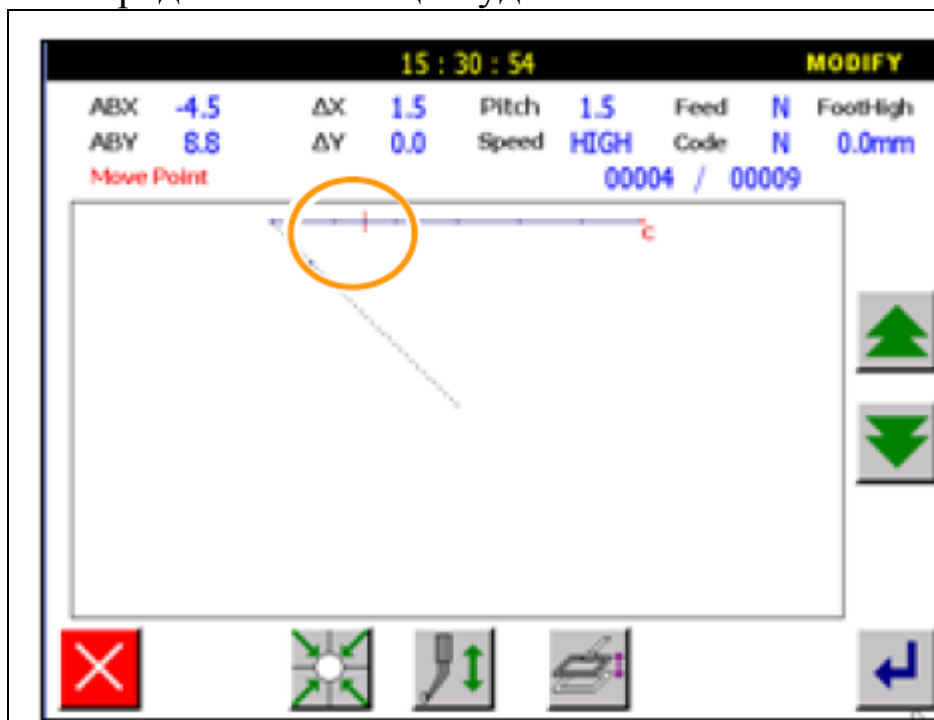 15 : 30 : 54 MODIFY
ABX -4.5 ΔX 1.5 Pitch 1.5 Feed N FootHigh
ABY 8.8 ΔY 0.0 Speed HIGH Code N 0.0mm
Move Point 00004 / 00009
C